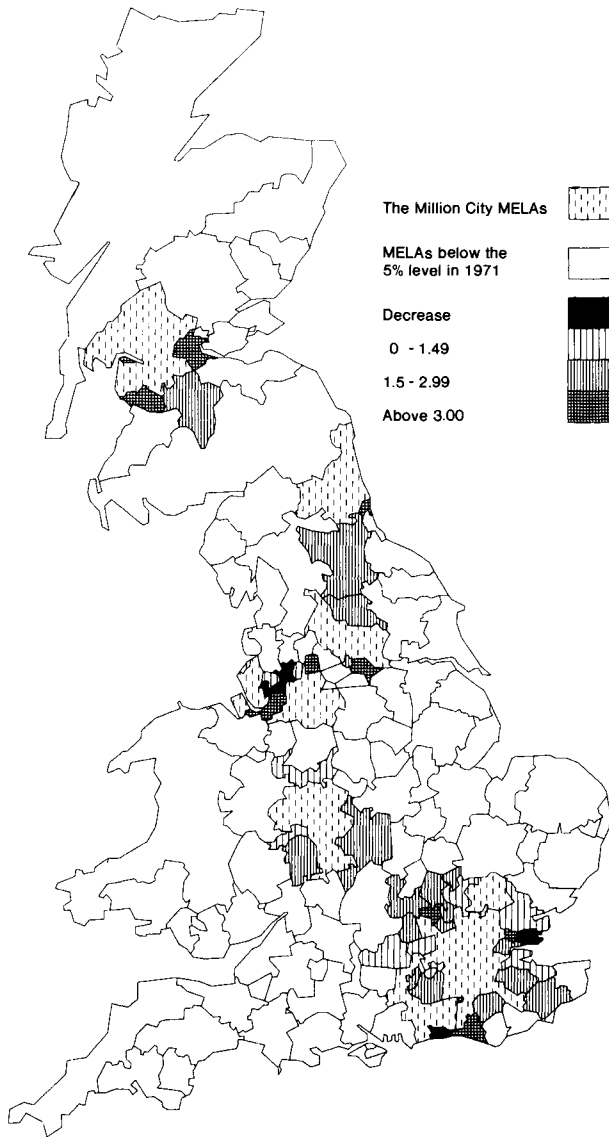 The Million City MELAs
MELAs below the
5% level in 1971
Decrease
0 - 1.49
1.5 - 2.99
Above 3.00